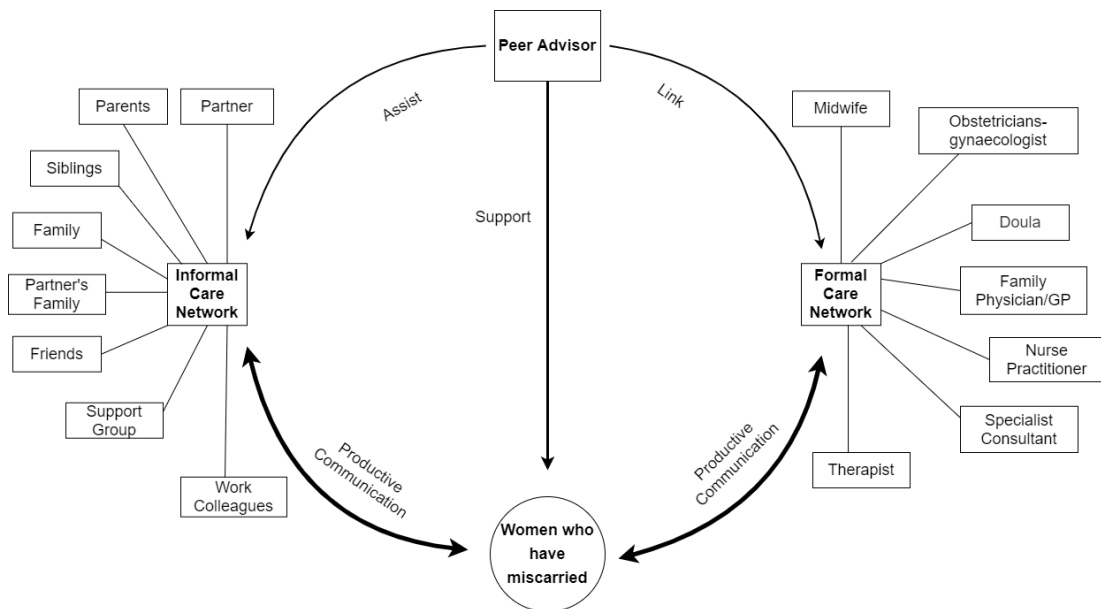 Peer Advisor
Assist
Link
Support
Parents
Partner
Siblings
Family
Partner's
Family
Friends
Support
Group
Work
Colleagues
Informal
Care
Network
Midwife
Obstetricians-
gynaecologist
Doula
Family
Physician/GP
Nurse
Practitioner
Specialist
Consultant
Therapist
Formal
Care
Network
Productive
Communication
Productive
Communication
Women who
have
miscarried